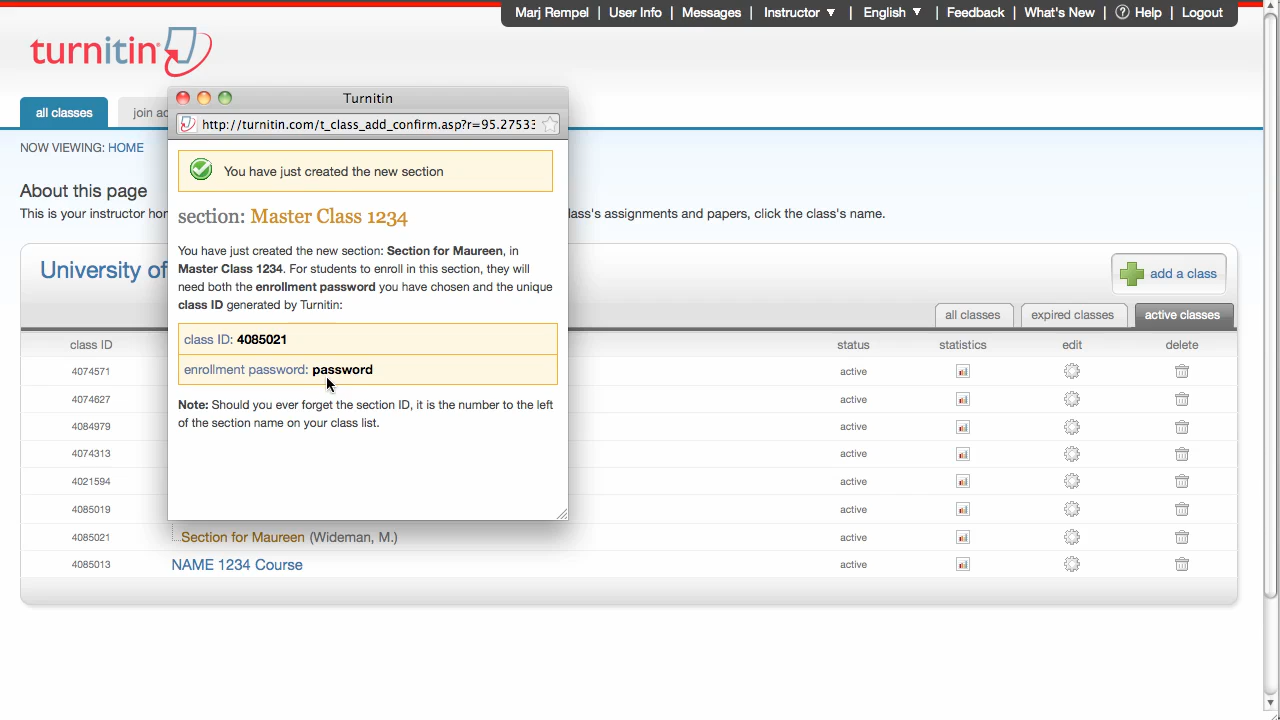 Marj Rempel | User Info | Messages | Instructor ▼ | English ▼ | Feedback | What's New | ? Help | Logout
turnitin
all classes join ac
Turnitin
http://turnitin.com/t_class_add_confirm.asp?r=95.27533
NOW VIEWING: HOME
You have just created the new section
About this page
This is your instructor hor lass's assignments and papers, click the class's name.
section: Master Class 1234
You have just created the new section: Section for Maureen, in
Master Class 1234. For students to enroll in this section, they will
need both the enrollment password you have chosen and the unique
class ID generated by Turnitin:
class ID: 4085021
enrollment password: password
Note: Should you ever forget the section ID, it is the number to the left
of the section name on your class list.
University of
add a class
all classes expired classes active classes
class ID status statistics edit delete
4074571 active
4074627 active
4084979 active
4074313 active
4021594 active
4085019 active
4085021 Section for Maureen (Wideman, M.) active
4085013 NAME 1234 Course active